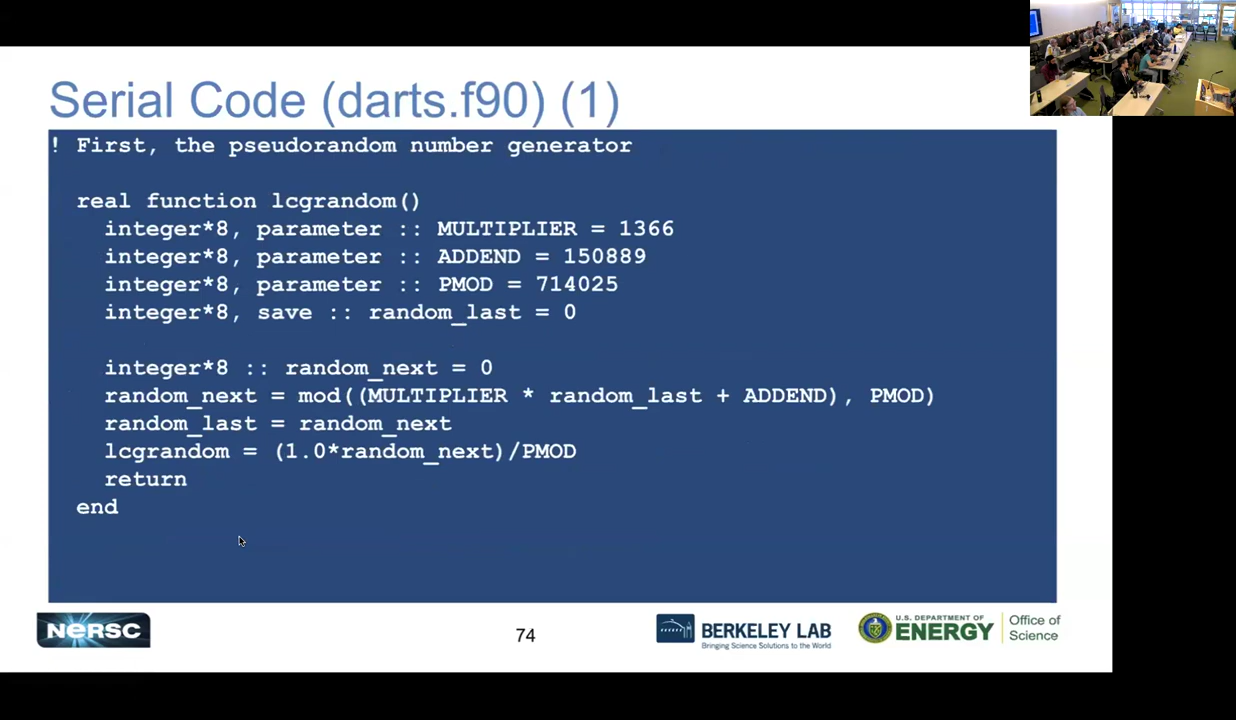 Serial Code (darts.f90) (1)
! First, the pseudorandom number generator
real function lcgrandom()
integer*8, parameter :: MULTIPLIER = 1366
integer*8, parameter :: ADDEND = 150889
integer*8, parameter :: PMOD = 714025
integer*8, save :: random_last = 0
integer*8 :: random_next = 0
random_next = mod((MULTIPLIER * random_last + ADDEND), PMOD)
random_last = random_next
lcgrandom = (1.0*random_next)/PMOD
return
end
NERSC
74
BERKELEY LAB
Bringing Science Solutions to the World
U.S. DEPARTMENT OF
ENERGY
Office of
Science